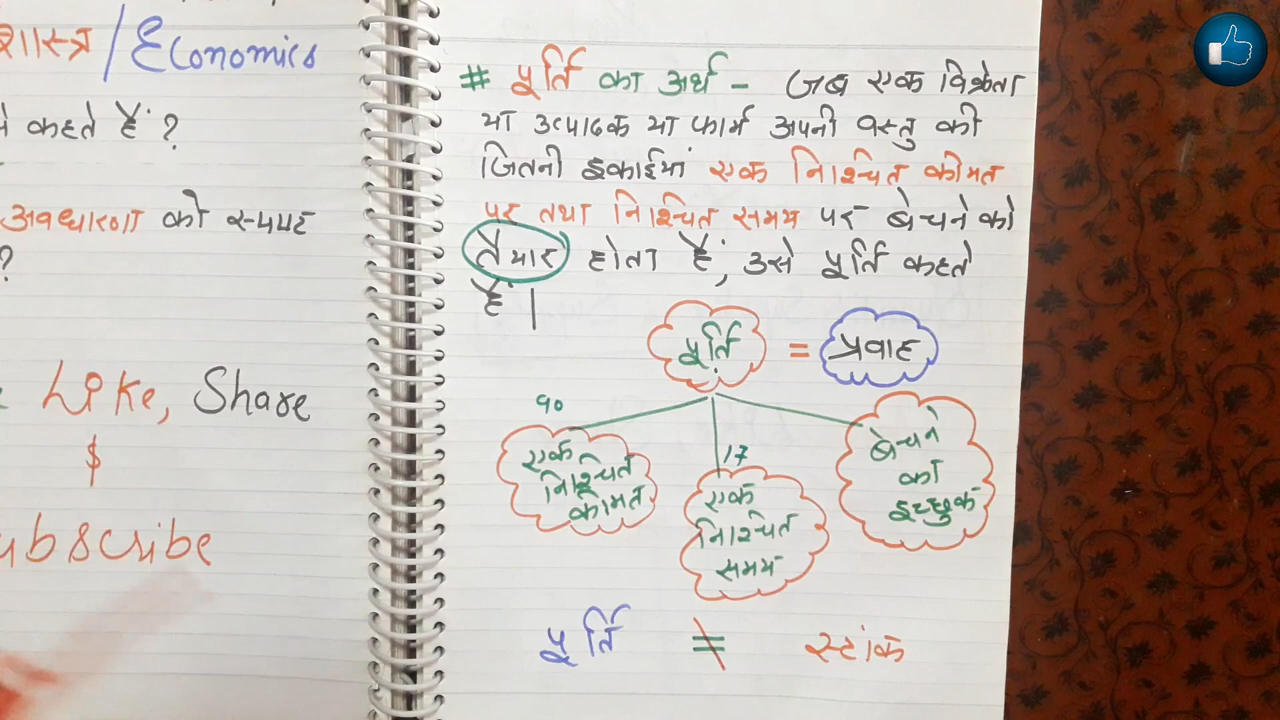 शास्त्र / Economics
कहते हैं ?
अवधारणा को स्पष्ट
?
Like, Share
$
ubscribe
# पूर्ति का अर्थ - जब एक विक्रेता
या उत्पादक या फार्म अपनी वस्तु की
जितनी इकाईयां एक निश्चित कीमत
पर तथा निश्चित समय पर बेचने को
तैयार होता है, उसे पूर्ति कहते
हैं।
पूर्ति = प्रवाह
90
एक
निश्चित
कीमत
17
एक
निश्चित
समय
बेचने
का
इच्छुक
पूर्ति ≠ स्टॉक